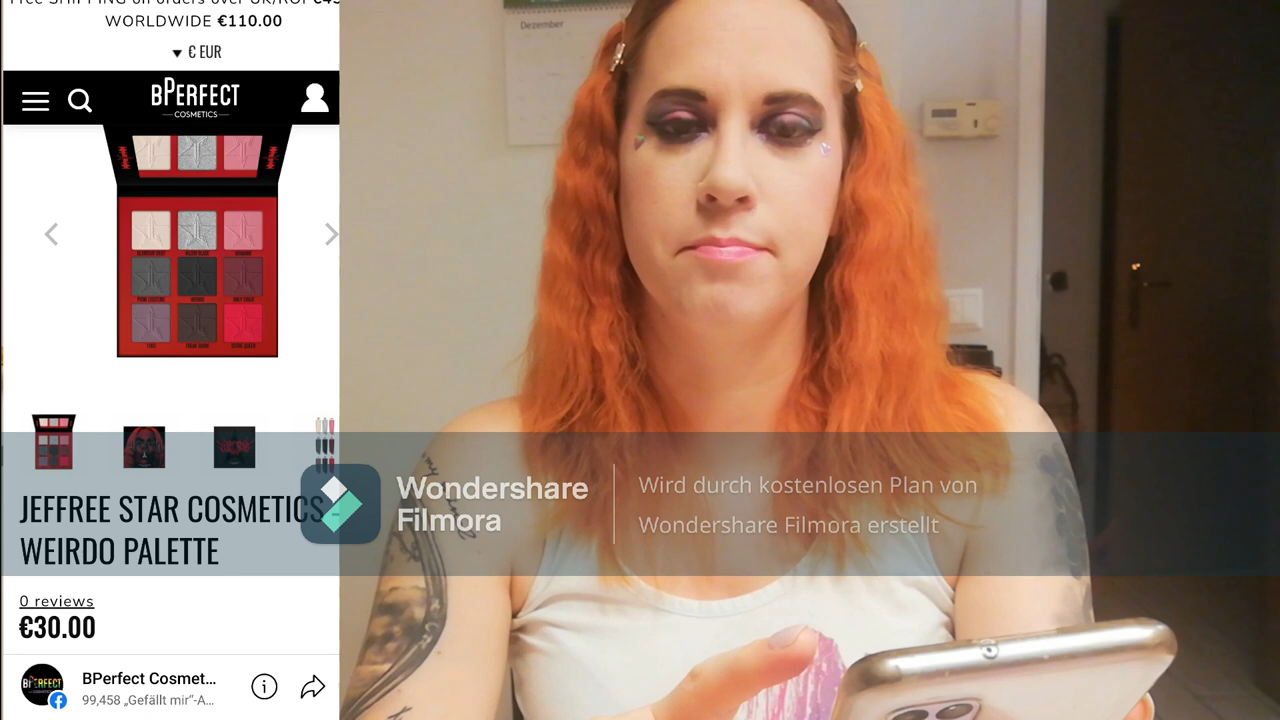 WORLDWIDE €110.00
€ EUR
BPERFECT
COSMETICS
JEFFREE STAR COSMETICS -
WEIRDO PALETTE
0 reviews
€30.00
BPerfect Cosmet...
99,458 „Gefällt mir“-A...
Dezember
Wondershare
Filmora
Wird durch kostenlosen Plan von
Wondershare Filmora erstellt